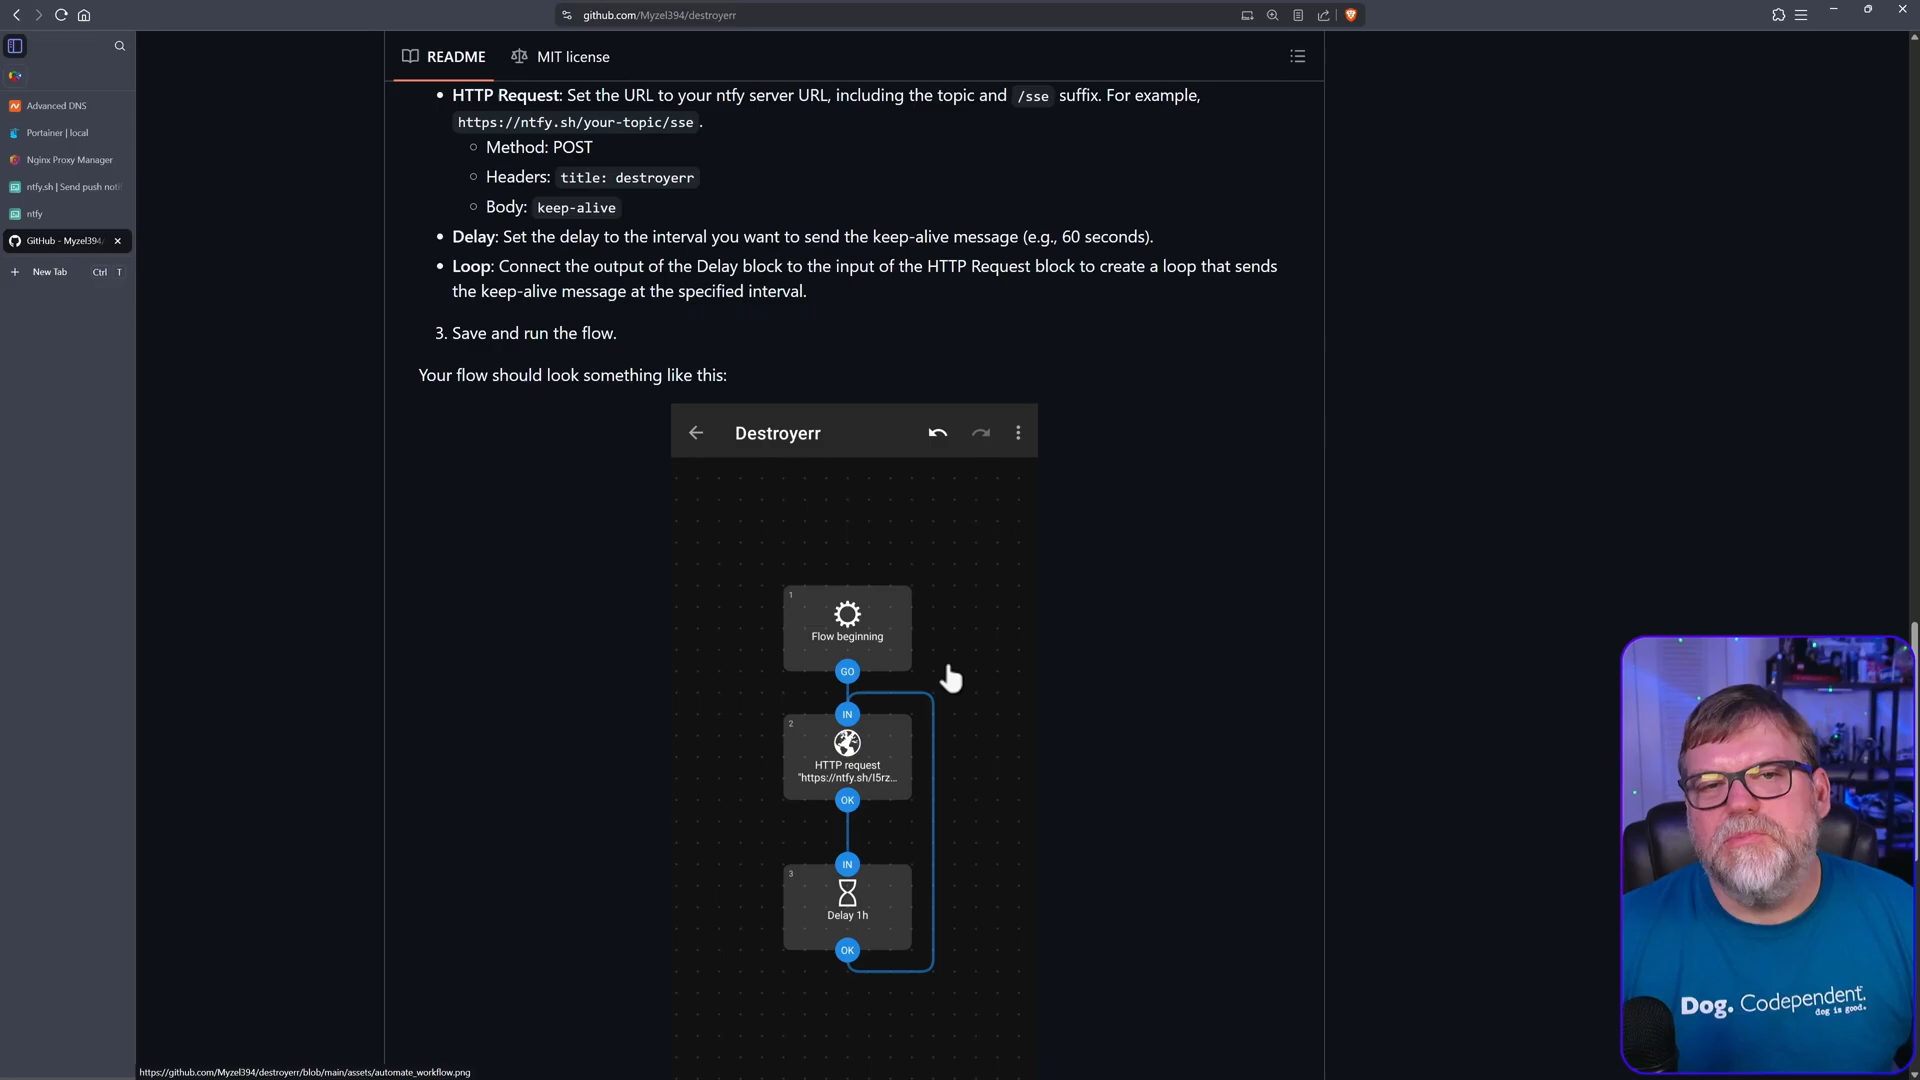 github.com/Myzel394/destroyerr
Advanced DNS
Portainer | local
Nginx Proxy Manager
ntfy.sh | Send push noti
ntfy
GitHub - Myzel394/
New Tab
Ctrl T
README
MIT license
• HTTP Request: Set the URL to your ntfy server URL, including the topic and /sse suffix. For example,
https://ntfy.sh/your-topic/sse.
Method: POST
Headers: title: destroyerr
Body: keep-alive
• Delay: Set the delay to the interval you want to send the keep-alive message (e.g., 60 seconds).
• Loop: Connect the output of the Delay block to the input of the HTTP Request block to create a loop that sends
the keep-alive message at the specified interval.
3. Save and run the flow.
Your flow should look something like this:
Destroyerr
1
Flow beginning
GO
IN
2
HTTP request
"https://ntfy.sh/l5rz...
OK
IN
3
Delay 1h
OK
Dog. Codependent.
dog is good.
https://github.com/Myzel394/destroyerr/blob/main/assets/automate_workflow.png